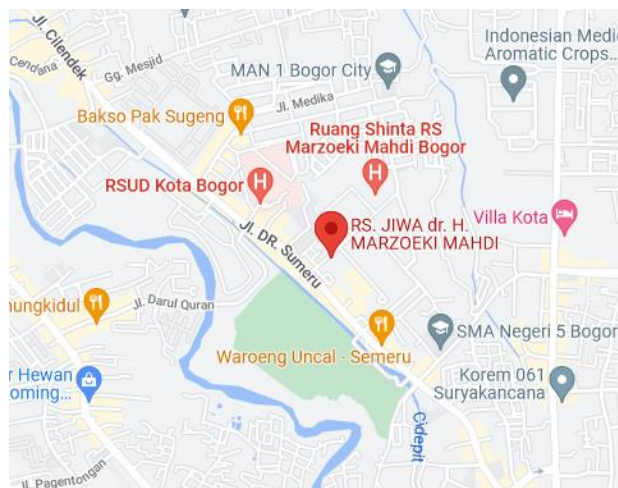 Jl. Cilendek
Cendana
Gg. Mesjid
Indonesian Medic
Aromatic Crops...
MAN 1 Bogor City
Jl. Medika
Bakso Pak Sugeng
Ruang Shinta RS
Marzoeki Mahdi Bogor
RSUD Kota Bogor
H
H
RS. JIWA dr. H.
MARZOEKI MAHDI
Villa Kota
Jl. DR. Sumeru
Jl. Darul Quran
nungkidul
SMA Negeri 5 Bogor
Waroeng Uncal - Semeru
Korem 061
Suryakancana
r Hewan
oming...
Cidepit
Jl. Pagentongan